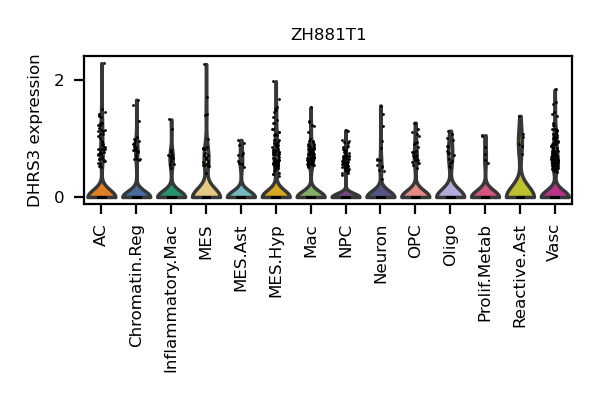 ZH881T1
DHRS3 expression
2
0
AC
Chromatin.Reg
Inflammatory.Mac
MES
MES.Ast
MES.Hyp
Mac
NPC
Neuron
OPC
Oligo
Prolif.Metab
Reactive.Ast
Vasc